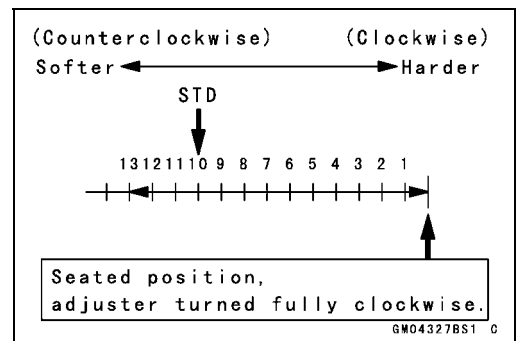 (Counterclockwise) (Clockwise)
Softer Harder
STD
13 12 11 10 9 8 7 6 5 4 3 2 1
Seated position,
adjuster turned fully clockwise.
GM04327BS1 C